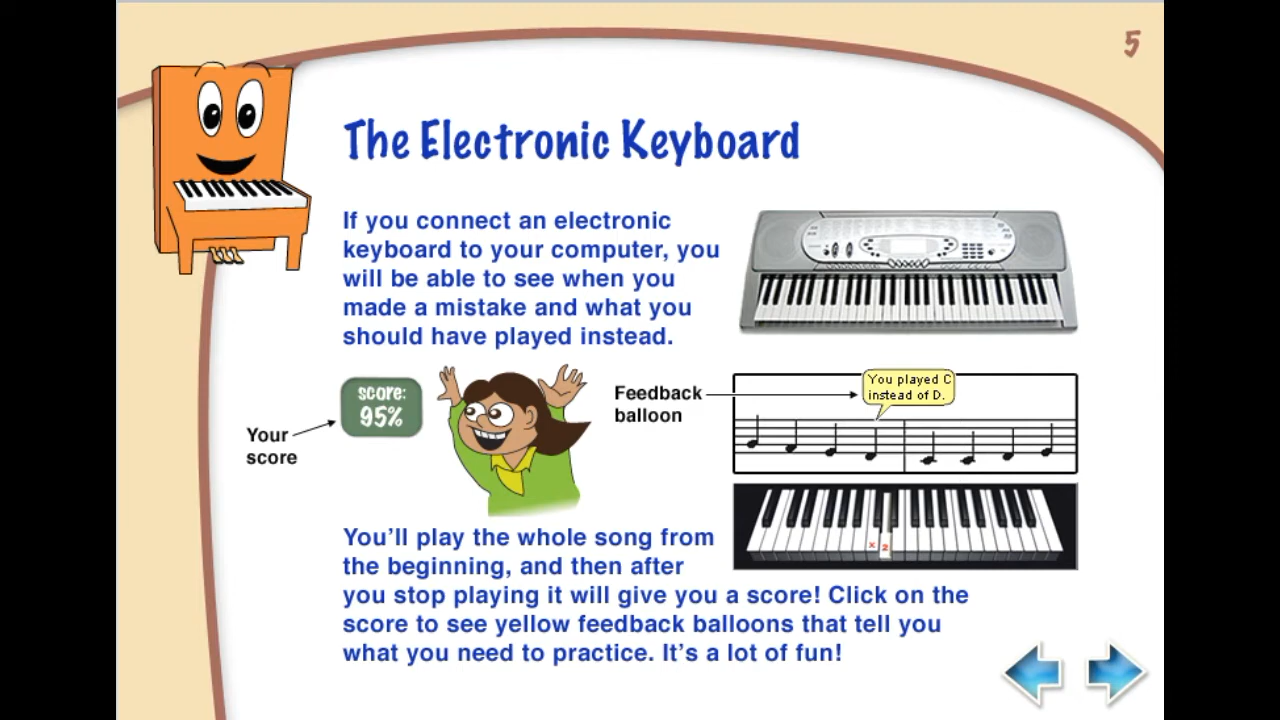 5
The Electronic Keyboard
If you connect an electronic
keyboard to your computer, you
will be able to see when you
made a mistake and what you
should have played instead.
score:
95%
Your
score
Feedback
balloon
You played C
instead of D.
x
2
You'll play the whole song from
the beginning, and then after
you stop playing it will give you a score! Click on the
score to see yellow feedback balloons that tell you
what you need to practice. It's a lot of fun!